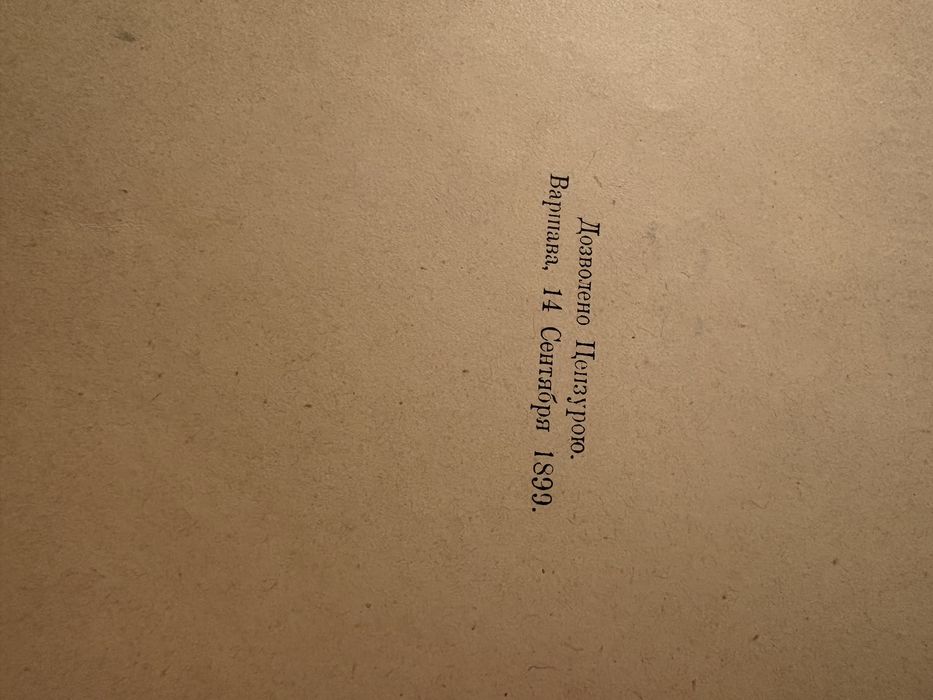 Дозволено Цензурою.
Варшава, 14 Сентября 1899.